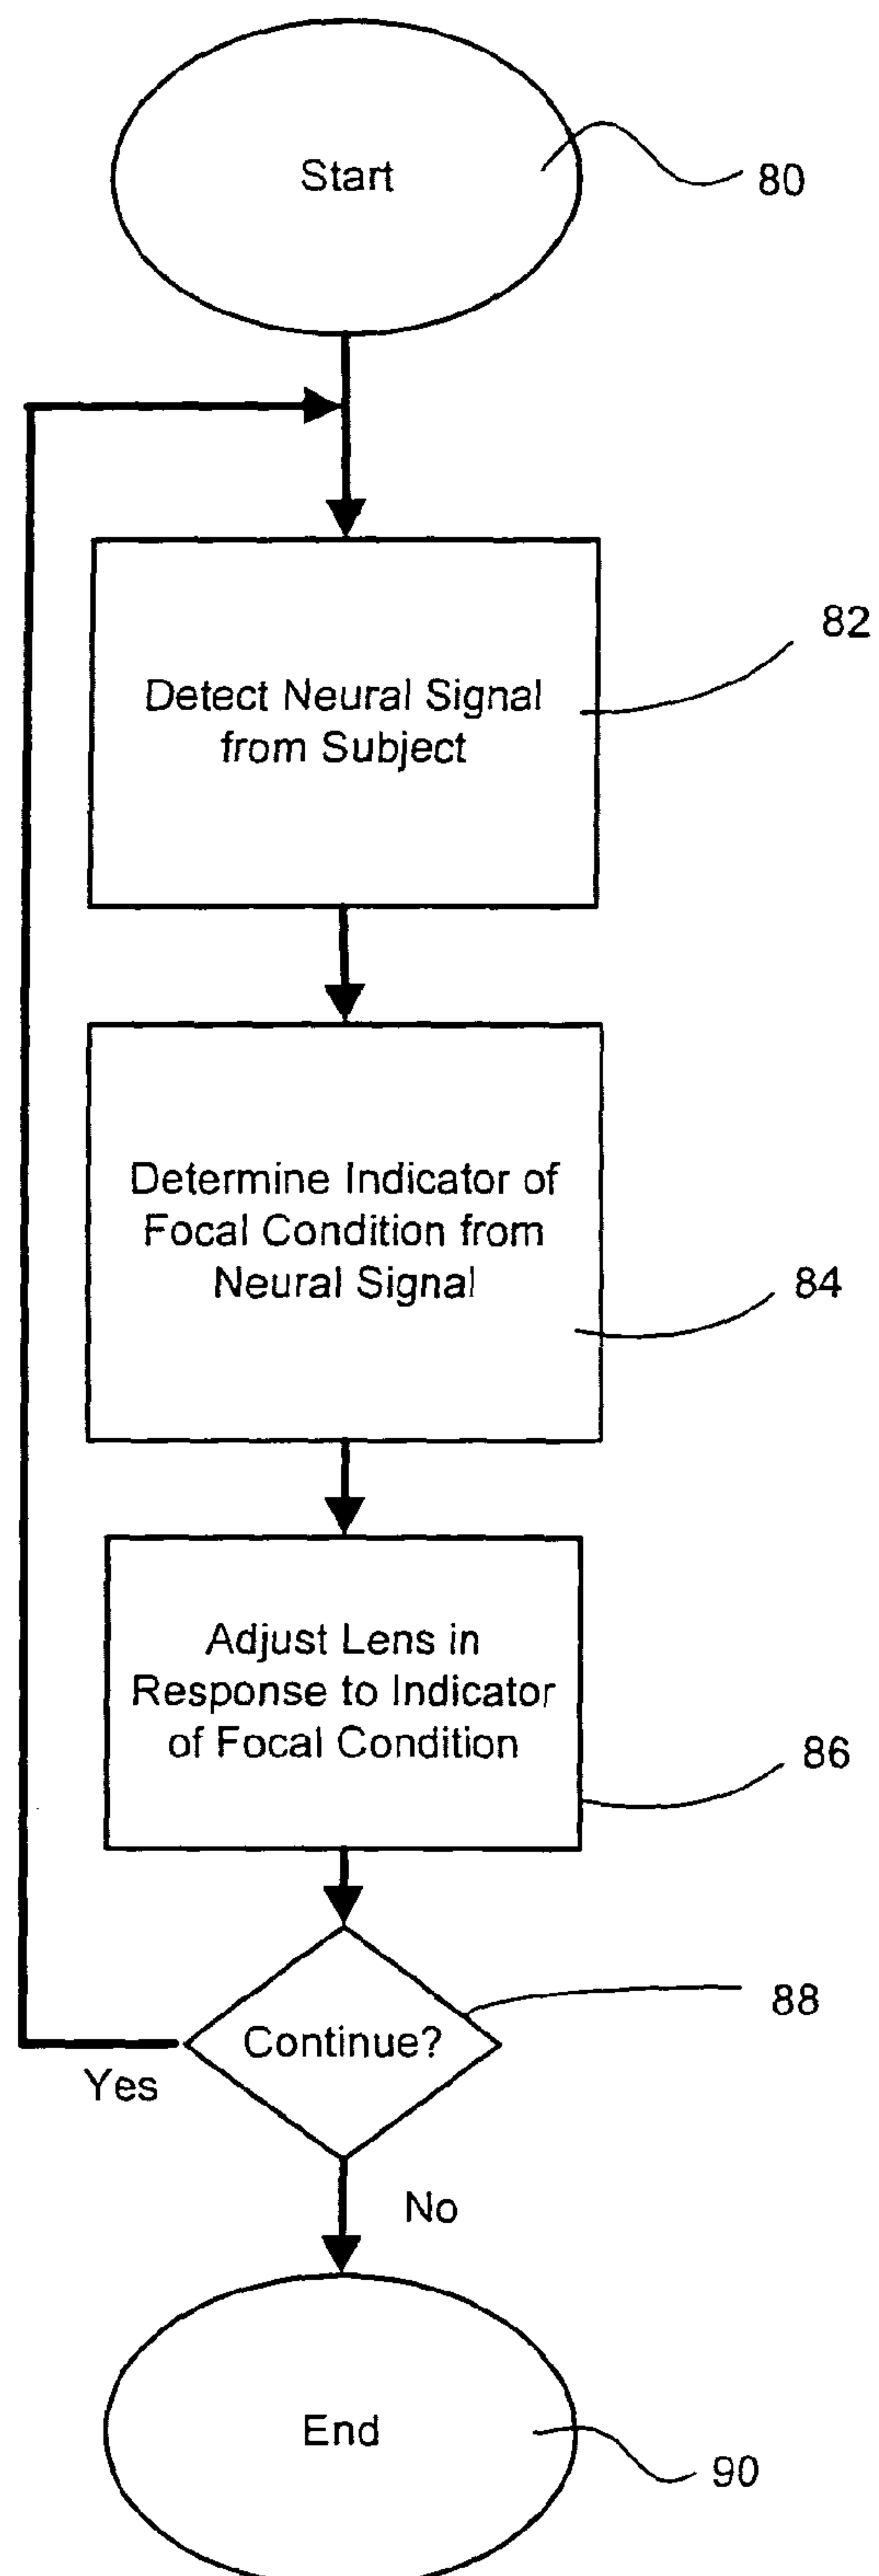 Start
80
Detect Neural Signal
from Subject
82
Determine Indicator of
Focal Condition from
Neural Signal
84
Adjust Lens in
Response to Indicator
of Focal Condition
86
Continue?
88
Yes
No
End
90